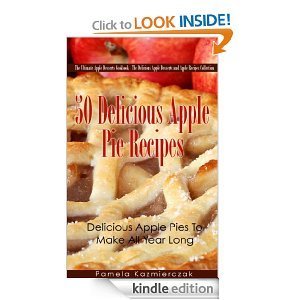 Click to
LOOK INSIDE!
The Ultimate Apple Desserts Cookbook - The Delicious Apple Desserts and Apple Recipes Collection
50 Delicious Apple
Pie Recipes
Delicious Apple Pies To
Make All Year Long
Pamela Kazmierczak
kindle edition